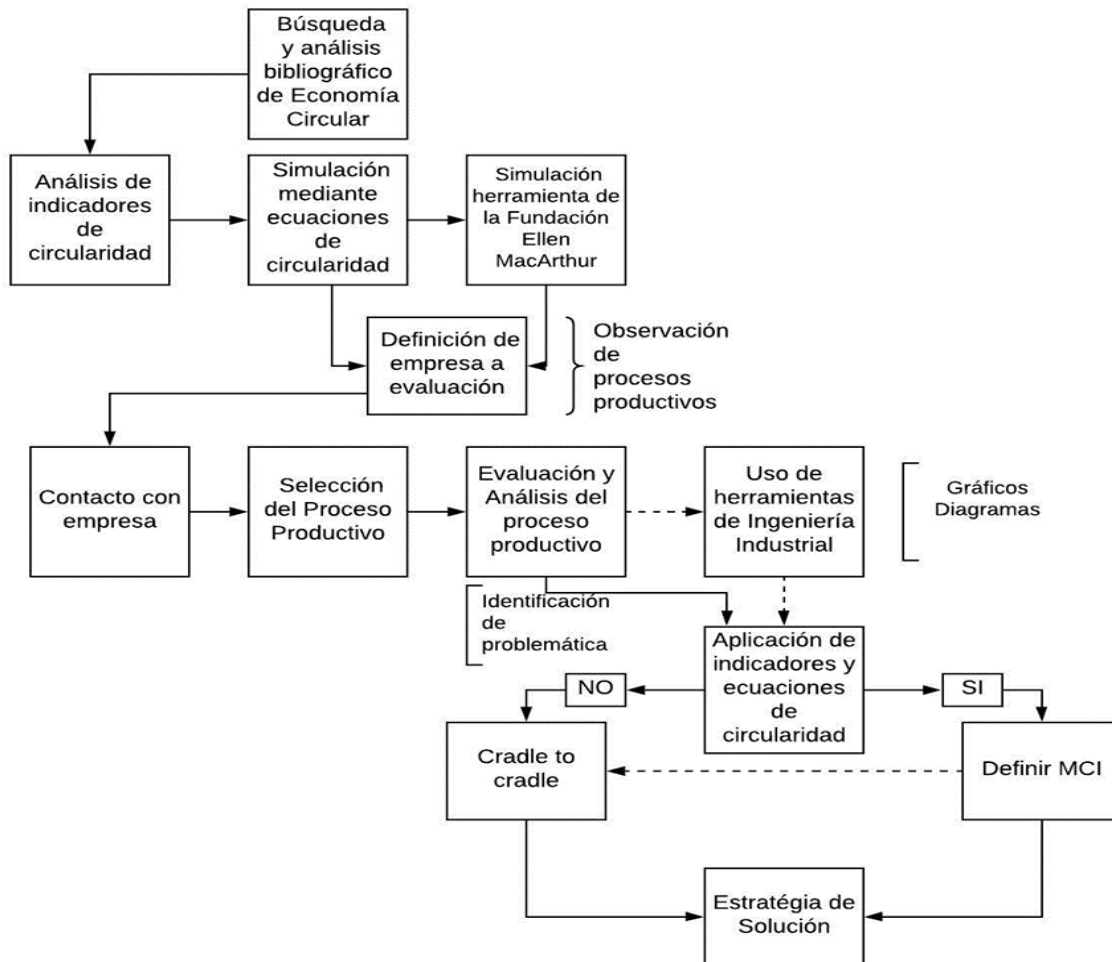 Búsqueda
y análisis
bibliográfico
de Economía
Circular
Análisis de
indicadores
de
circularidad
Simulación
mediante
ecuaciones
de
circularidad
Simulación
herramienta de
la Fundación
Ellen
MacArthur
Definición de
empresa a
evaluación
Observación
de
procesos
productivos
Contacto con
empresa
Selección
del Proceso
Productivo
Evaluación y
Análisis del
proceso
productivo
Uso de
herramientas
de Ingeniería
Industrial
Gráficos
Diagramas
Identificación
de
problemática
Aplicación de
indicadores y
ecuaciones
de
circularidad
NO
SI
Cradle to
cradle
Definir MCI
Estratégia de
Solución